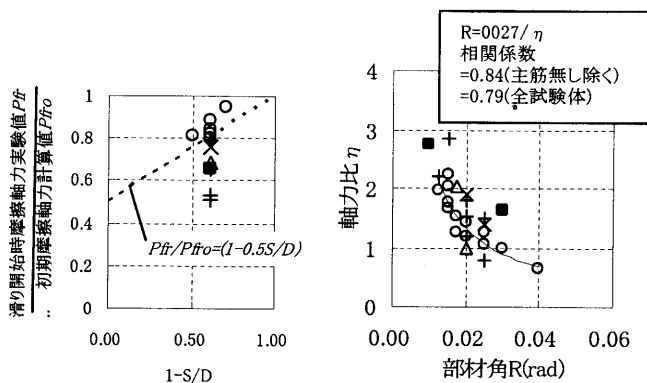 滑り開始時摩擦軸力実験値Pfr
初期摩擦軸力計算値Pfro
..
1
0.8
0.6
0.4
0.2
0
Pfr/Pfro=(1-0.5S/D)
0.00
0.50
1.00
1-S/D
R=0027/η
相関係数
=0.84(主筋無し除く)
=0.79(全試験体)
軸力比η
4
3
2
1
0
0.00
0.02
0.04
0.06
部材角R(rad)